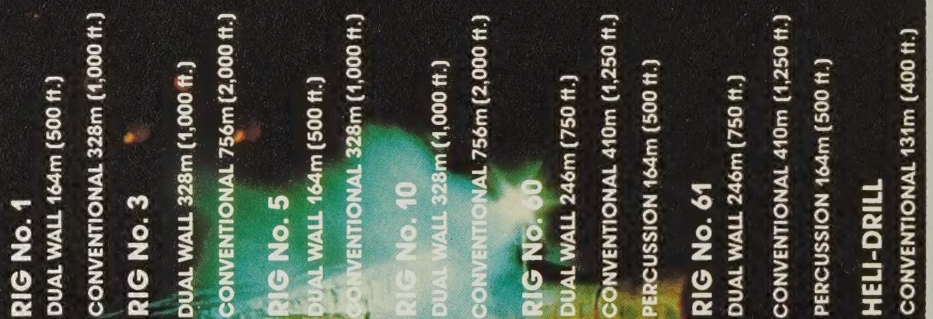 RIG No. 1
DUAL WALL 164m (500 ft.)
CONVENTIONAL 328m (1,000 ft.)
RIG No. 3
DUAL WALL 328m (1,000 ft.)
CONVENTIONAL 756m (2,000 ft.)
RIG No. 5
DUAL WALL 164m (500 ft.)
CONVENTIONAL 328m (1,000 ft.)
RIG No. 10
DUAL WALL 328m (1,000 ft.)
CONVENTIONAL 756m (2,000 ft.)
RIG No. 60
DUAL WALL 246m (750 ft.)
CONVENTIONAL 410m (1,250 ft.)
PERCUSSION 164m (500 ft.)
RIG No. 61
DUAL WALL 246m (750 ft.)
CONVENTIONAL 410m (1,250 ft.)
PERCUSSION 164m (500 ft.)
HELI-DRILL
CONVENTIONAL 131m (400 ft.)